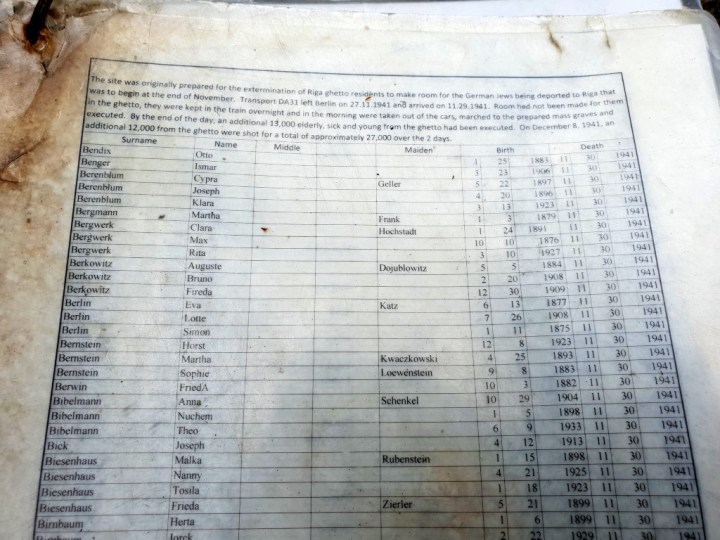 The site was originally prepared for the extermination of Riga ghetto residents to make room for the German Jews being deported to Riga that
was to begin at the end of November. Transport DA31 left Berlin on 27.11.1941 and arrived on 11.29.1941. Room had not been made for them
in the ghetto, they were kept in the train overnight and in the morning were taken out of the cars, marched to the prepared mass graves and
executed. By the end of the day, an additional 13,000 elderly, sick and young from the ghetto had been executed. On December 8, 1941, an
additional 12,000 from the ghetto were shot for a total of approximately 27,000 over the 2 days.
Surname Name Middle Maiden Birth Death
Bendix Otto 1 25 1883 11 30 1941
Benger Ismar 3 23 1906 11 30 1941
Berenblum Cypra Geller 5 22 1897 11 30 1941
Berenblum Joseph 4 20 1896 11 30 1941
Berenblum Klara 3 13 1923 11 30 1941
Bergmann Martha Frank 1 3 1879 11 30 1941
Bergwerk Clara Hochstadt 1 24 1891 11 30 1941
Bergwerk Max 10 10 1876 11 30 1941
Bergwerk Rita 3 10 1927 11 30 1941
Berkowitz Auguste Dojublowitz 5 5 1884 11 30 1941
Berkowitz Bruno 2 20 1908 11 30 1941
Berkowitz Fireda 12 30 1909 11 30 1941
Berlin Eva Katz 6 13 1877 11 30 1941
Berlin Lotte 7 26 1908 11 30 1941
Berlin Simon 1 11 1875 11 30 1941
Bernstein Horst 12 8 1923 11 30 1941
Bernstein Martha Kwaczkowski 4 25 1893 11 30 1941
Bernstein Sophie Loewenstein 9 8 1883 11 30 1941
Berwin FriedA 10 3 1882 11 30 1941
Bibelmann Anna Schenkel 10 29 1904 11 30 1941
Bibelmann Nuchem 1 5 1898 11 30 1941
Bibelmann Theo 6 9 1933 11 30 1941
Bick Joseph 4 12 1913 11 30 1941
Biesenhaus Malka Rubenstein 1 15 1898 11 30 1941
Biesenhaus Nanny 4 21 1925 11 30 1941
Biesenhaus Tosila 1 18 1923 11 30 1941
Biesenhaus Frieda Zierler 5 21 1899 11 30 1941
Birnbaum Herta 1 6 1899 11 30 1941
Jorek 2 22 1929 11 30 1941